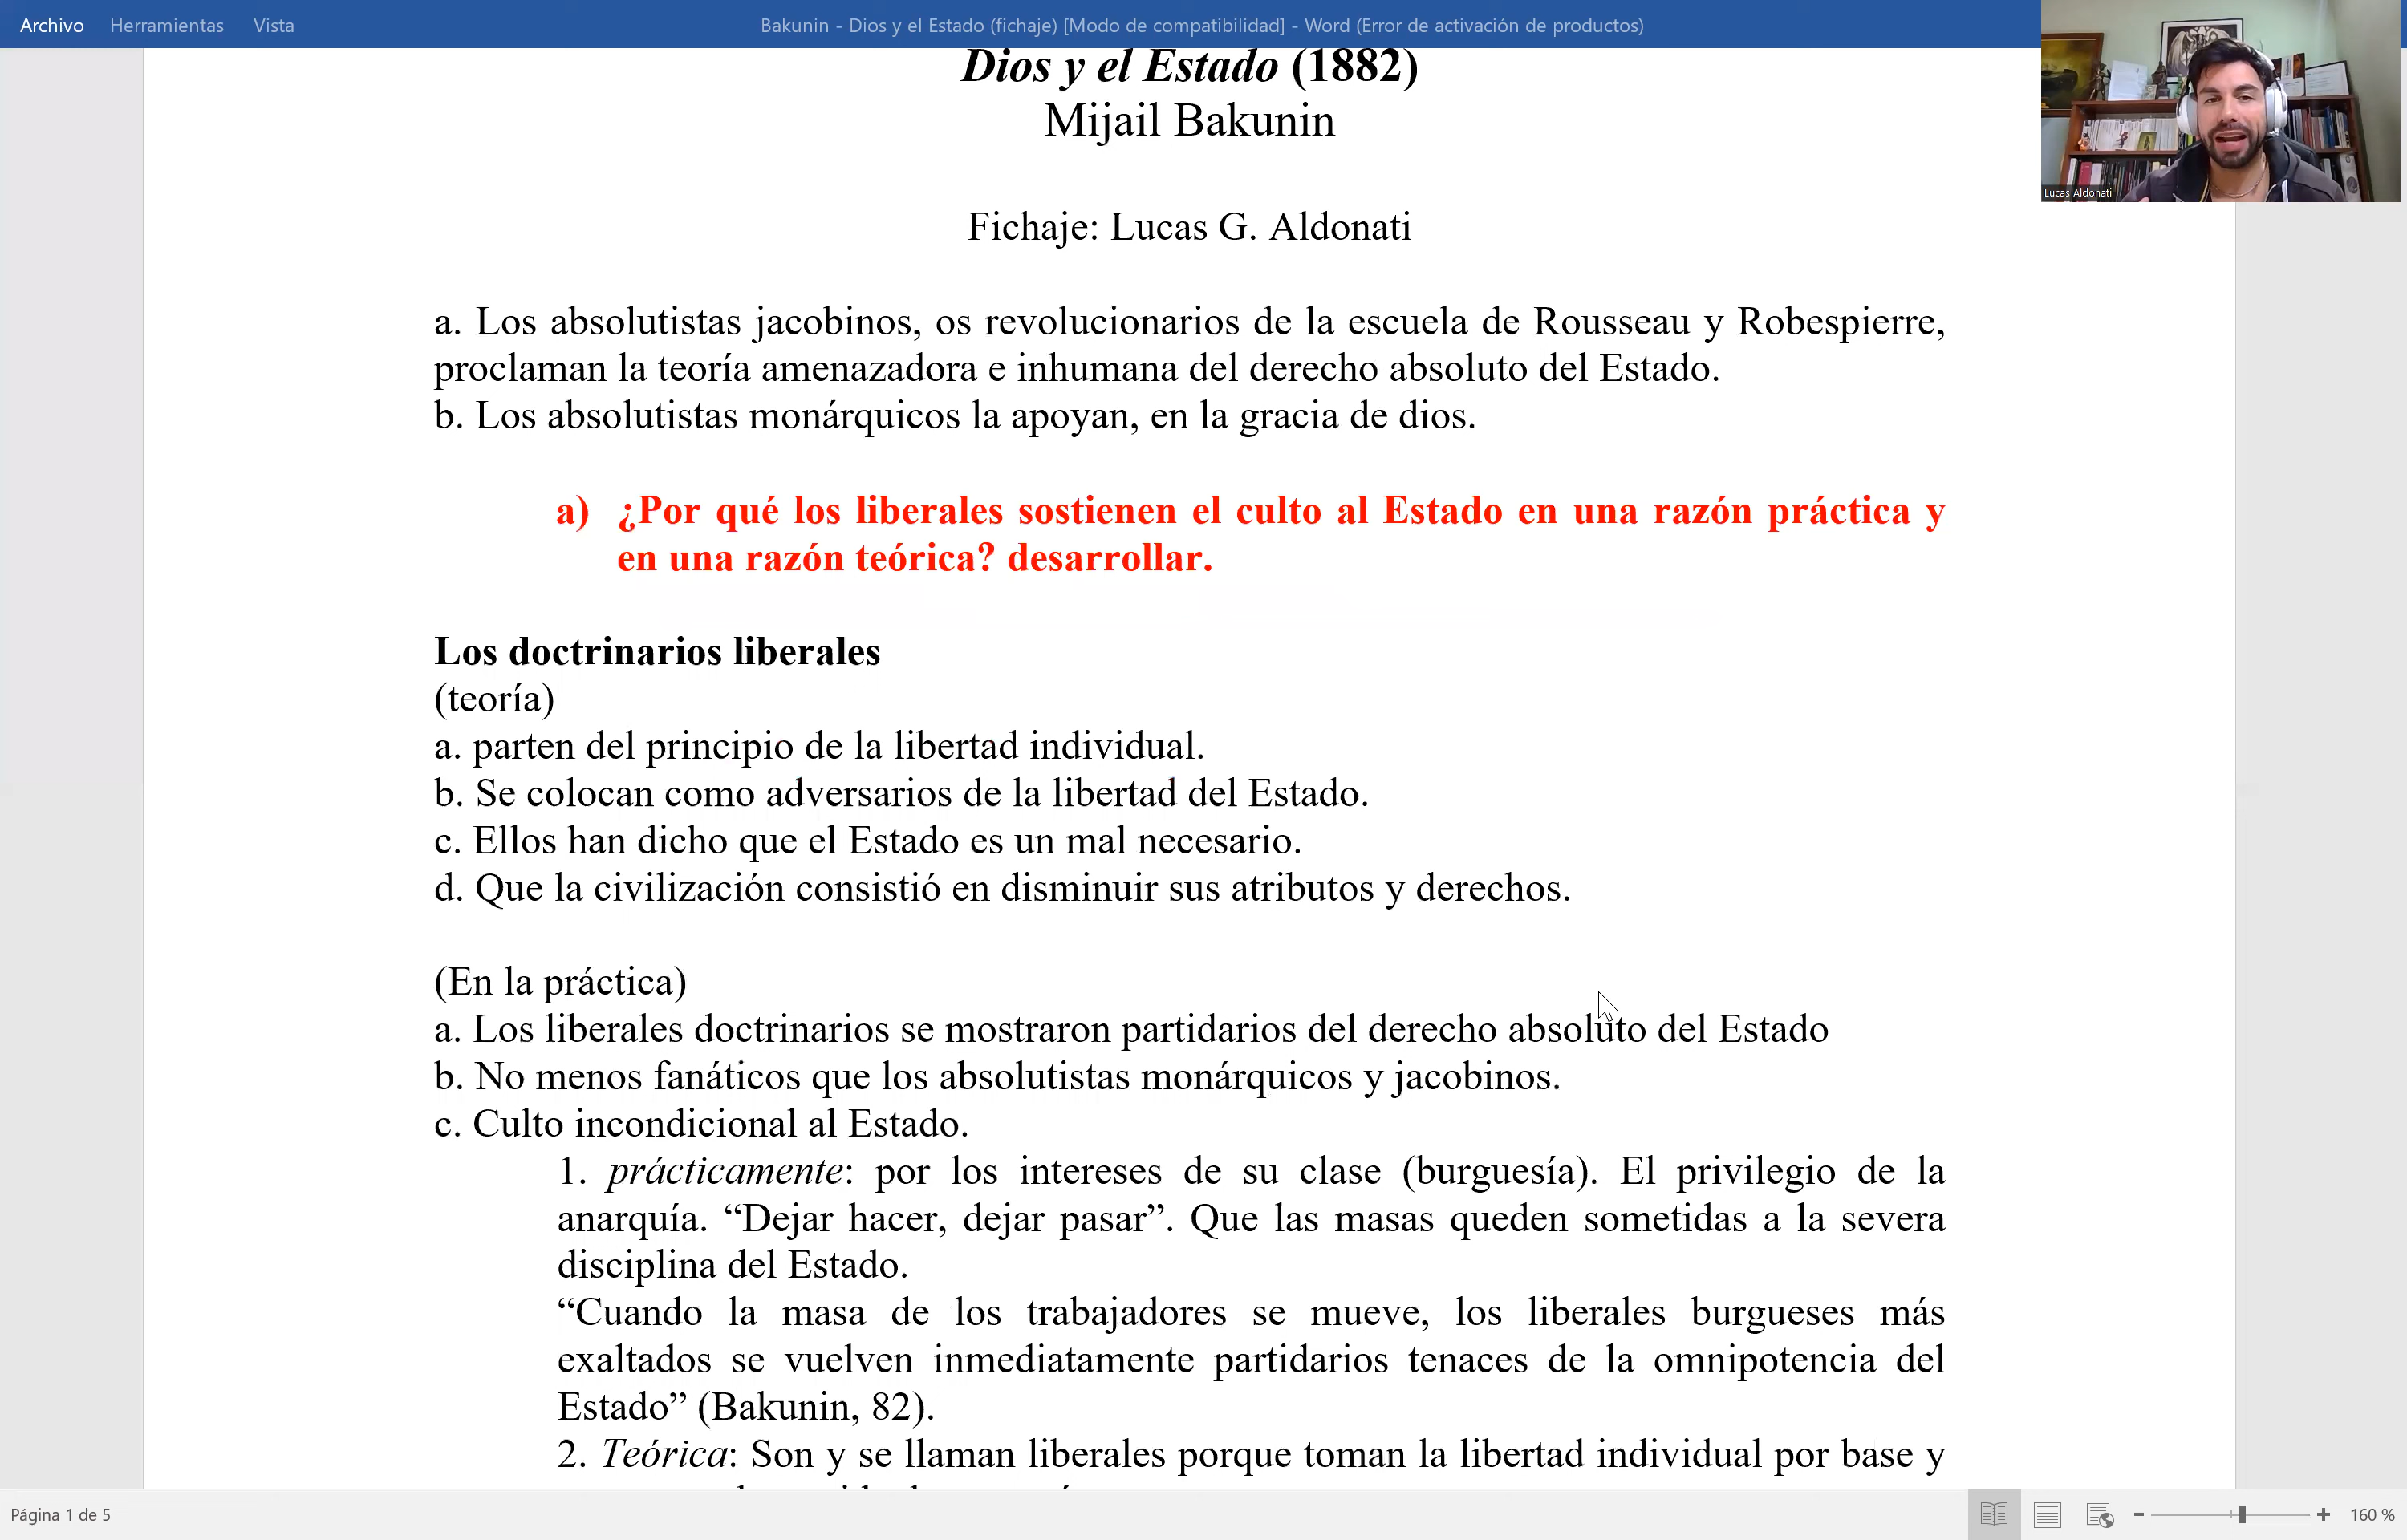 Archivo Herramientas Vista Bakunin - Dios y el Estado (fichaje) [Modo de compatibilidad] - Word (Error de activación de productos)
Dios y el Estado (1882)
Mijail Bakunin
Lucas Aldonati
Fichaje: Lucas G. Aldonati
a. Los absolutistas jacobinos, os revolucionarios de la escuela de Rousseau y Robespierre,
proclaman la teoría amenazadora e inhumana del derecho absoluto del Estado.
b. Los absolutistas monárquicos la apoyan, en la gracia de dios.
a) ¿Por qué los liberales sostienen el culto al Estado en una razón práctica y
en una razón teórica? desarrollar.
Los doctrinarios liberales
(teoría)
a. parten del principio de la libertad individual.
b. Se colocan como adversarios de la libertad del Estado.
c. Ellos han dicho que el Estado es un mal necesario.
d. Que la civilización consistió en disminuir sus atributos y derechos.
(En la práctica)
a. Los liberales doctrinarios se mostraron partidarios del derecho absoluto del Estado
b. No menos fanáticos que los absolutistas monárquicos y jacobinos.
c. Culto incondicional al Estado.
1. prácticamente: por los intereses de su clase (burguesía). El privilegio de la
anarquía. “Dejar hacer, dejar pasar”. Que las masas queden sometidas a la severa
disciplina del Estado.
“Cuando la masa de los trabajadores se mueve, los liberales burgueses más
exaltados se vuelven inmediatamente partidarios tenaces de la omnipotencia del
Estado” (Bakunin, 82).
2. Teórica: Son y se llaman liberales porque toman la libertad individual por base y
Página 1 de 5
160 %